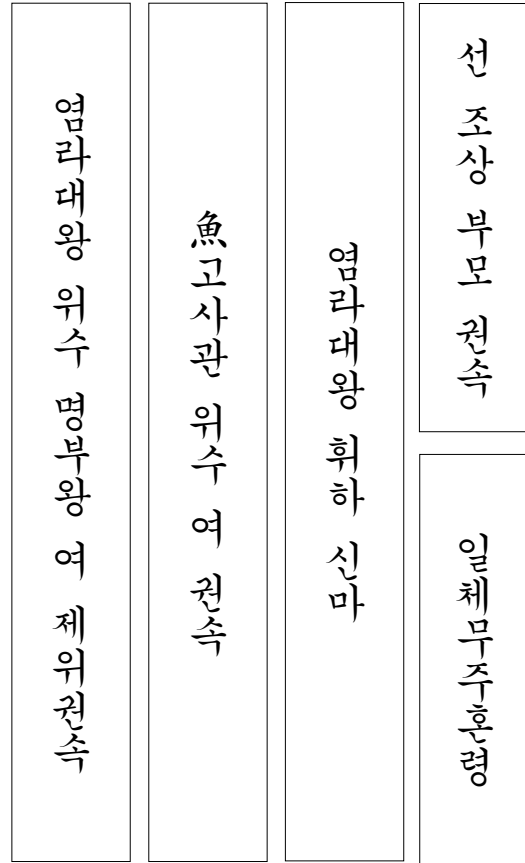 염라대왕 위수 명부왕 여 제위권속
魚고사관 위수 여 권속
염라대왕 휘하 신마
선 조상 부모 권속
일체무주혼령